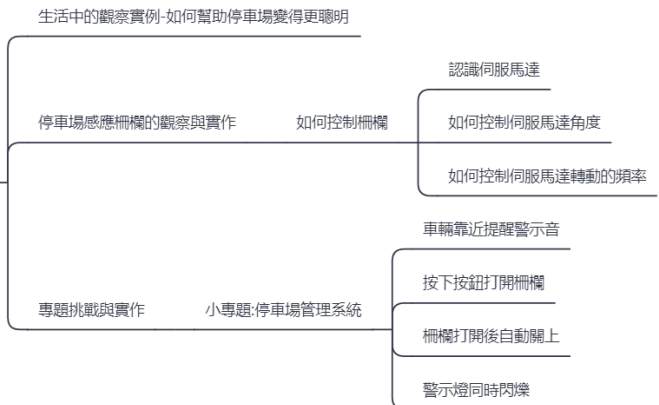 生活中的觀察實例-如何幫助停車場變得更聰明
停車場感應柵欄的觀察與實作
如何控制柵欄
認識伺服馬達
如何控制伺服馬達角度
如何控制伺服馬達轉動的頻率
專題挑戰與實作
小專題:停車場管理系統
車輛靠近提醒警示音
按下按鈕打開柵欄
柵欄打開後自動關上
警示燈同時閃爍